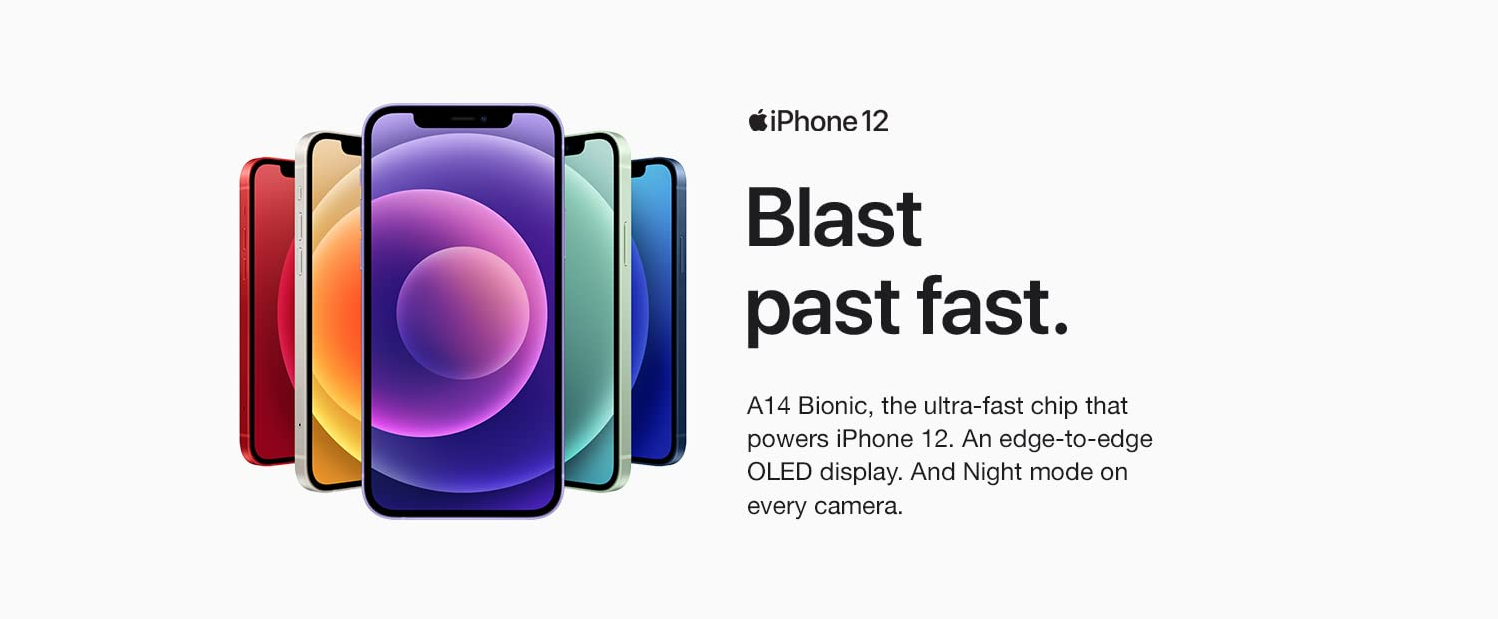 iPhone 12
Blast
past fast.
A14 Bionic, the ultra-fast chip that
powers iPhone 12. An edge-to-edge
OLED display. And Night mode on
every camera.